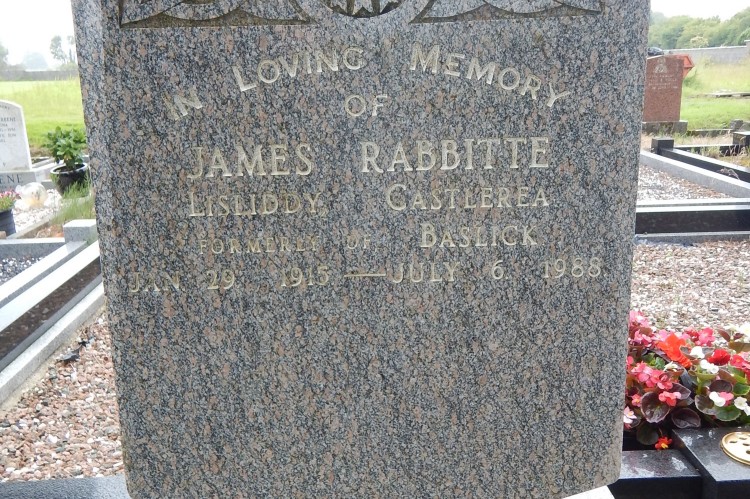 IN LOVING MEMORY
OF
JAMES RABBITTE
LISLIDDY CASTLEREA
FORMERLY OF BASLICK
JAN 29 1915 — JULY 6 1988